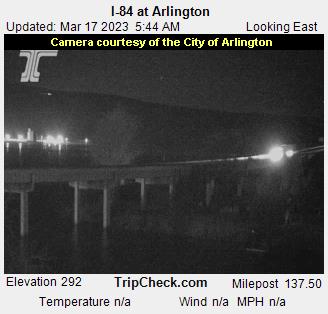 I-84 at Arlington
Updated: Mar 17 2023 5:44 AM Looking East
Camera courtesy of the City of Arlington
Elevation 292 TripCheck.com Milepost 137.50
Temperature n/a Wind n/a MPH n/a